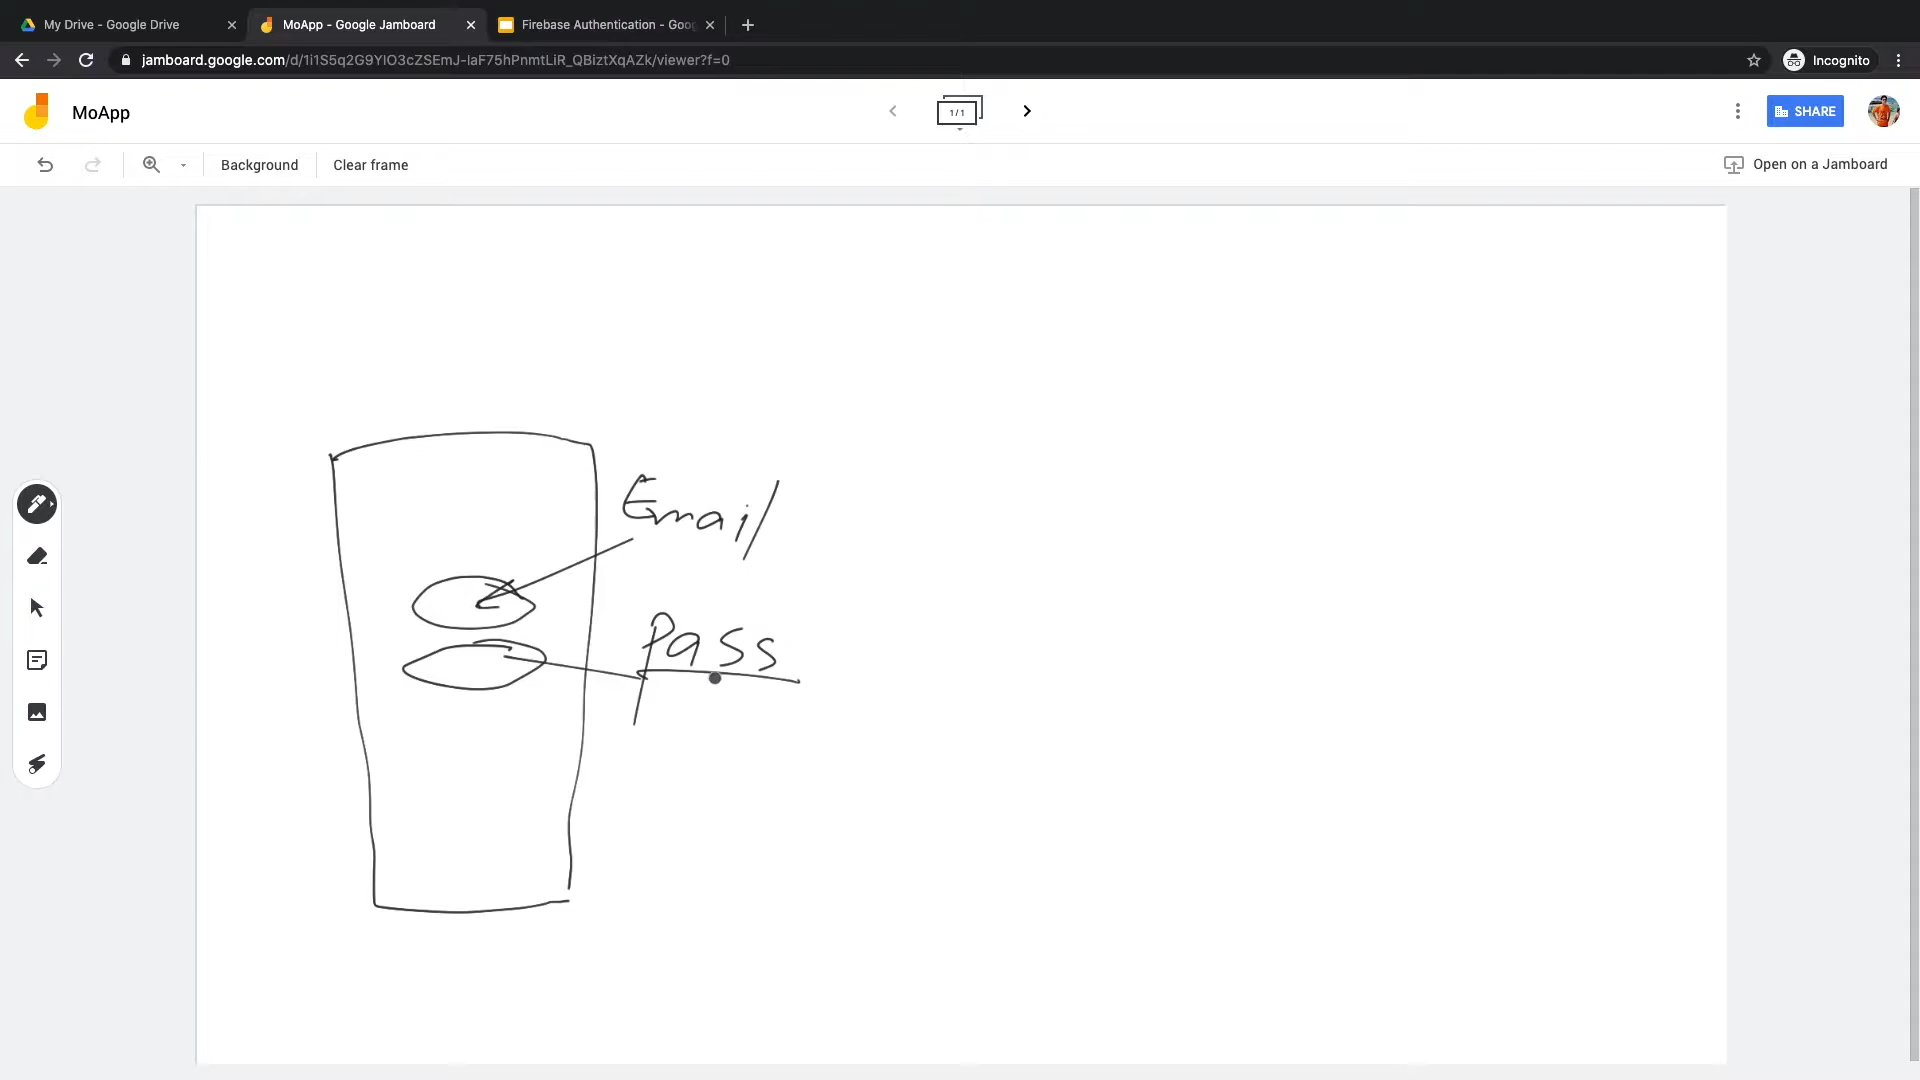 My Drive - Google Drive
MoApp - Google Jamboard
Firebase Authentication - Goo
jamboard.google.com/d/1i1S5q2G9YIO3cZSEmJ-IaF75hPnmtLiR_QBiztXqAZk/viewer?f=0
Incognito
MoApp
1/1
SHARE
Background
Clear frame
Open on a Jamboard
Email
Pass